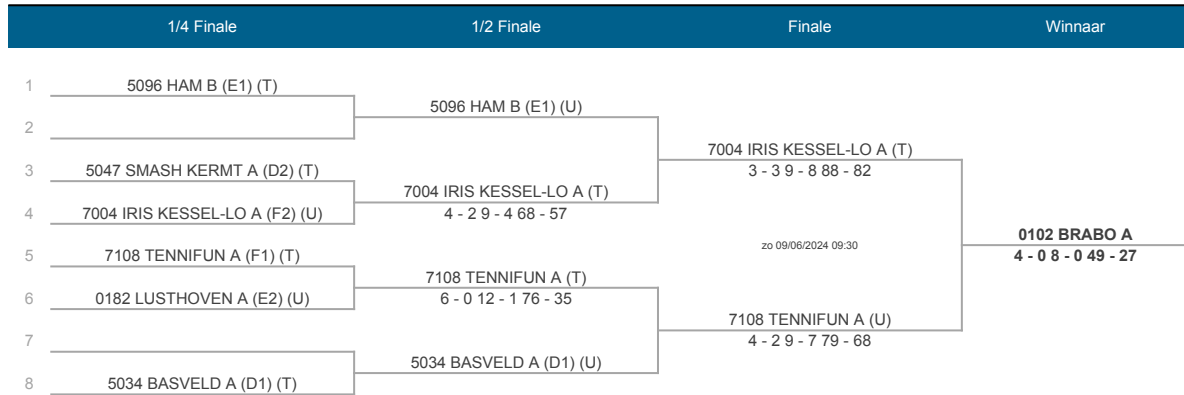 1/4 Finale 1/2 Finale Finale Winnaar
1 5096 HAM B (E1) (T)
5096 HAM B (E1) (U)
2
7004 IRIS KESSEL-LO A (T)
3 - 3 9 - 8 88 - 82
3 5047 SMASH KERMT A (D2) (T)
7004 IRIS KESSEL-LO A (T)
4 - 2 9 - 4 68 - 57
4 7004 IRIS KESSEL-LO A (F2) (U)
0102 BRABO A
4 - 0 8 - 0 49 - 27
zo 09/06/2024 09:30
5 7108 TENNIFUN A (F1) (T)
7108 TENNIFUN A (T)
6 - 0 12 - 1 76 - 35
6 0182 LUSTHOVEN A (E2) (U)
7108 TENNIFUN A (U)
4 - 2 9 - 7 79 - 68
7
5034 BASVELD A (D1) (U)
8 5034 BASVELD A (D1) (T)